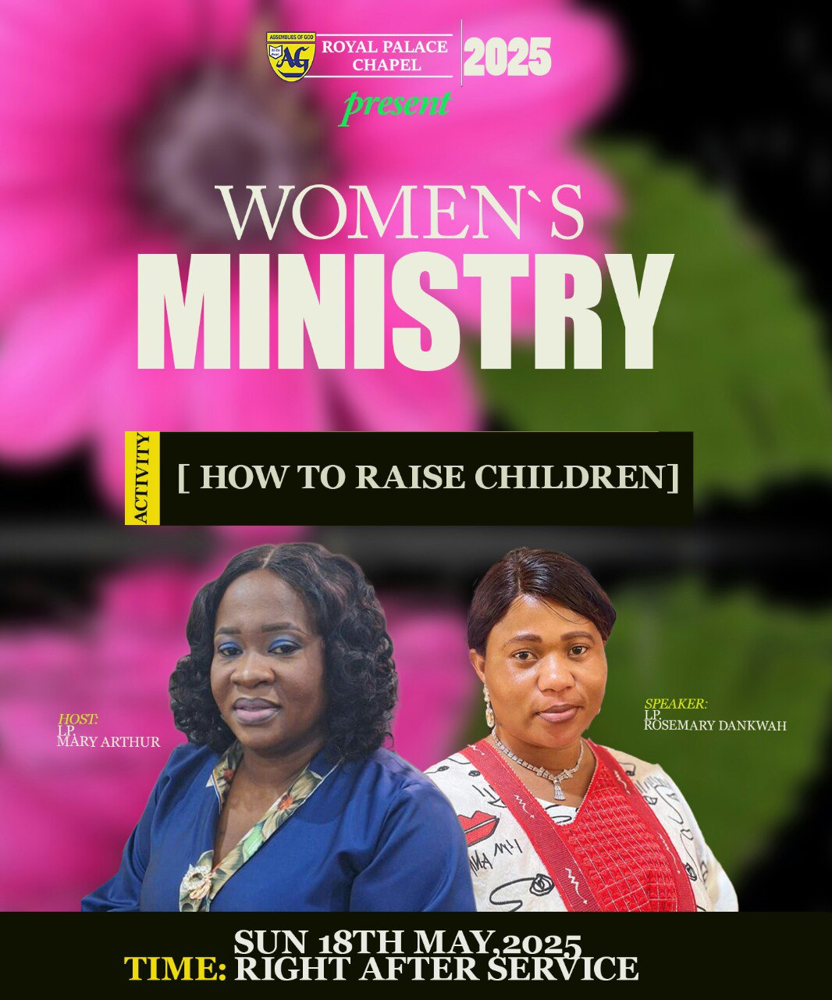 ASSEMBLIES OF GOD
AG
ROYAL PALACE
CHAPEL
2025
present
WOMEN`S
MINISTRY
ACTIVITY
[ HOW TO RAISE CHILDREN]
HOST:
LP.
MARY ARTHUR
SPEAKER:
LP.
ROSEMARY DANKWAH
SUN 18TH MAY,2025
TIME: RIGHT AFTER SERVICE